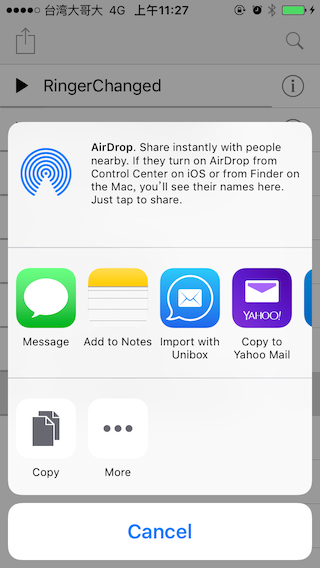 台湾大哥大 4G 上午11:27
RingerChanged
AirDrop. Share instantly with people
nearby. If they turn on AirDrop from
Control Center on iOS or from Finder on
the Mac, you'll see their names here.
Just tap to share.
Message
Add to Notes
Import with
Unibox
YAHOO!
Copy to
Yahoo Mail
Copy
More
Cancel